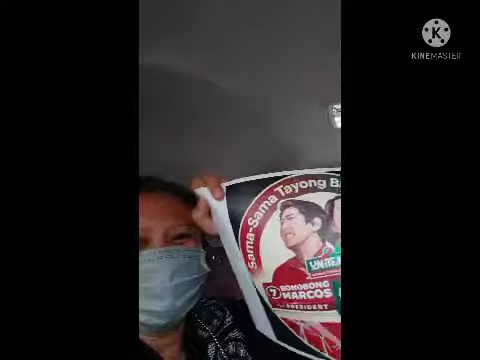 K
KINEMASTER
Sama-Sama Tayong
UNITEAM
7 BONGBONG
MARCOS
PRESIDENT